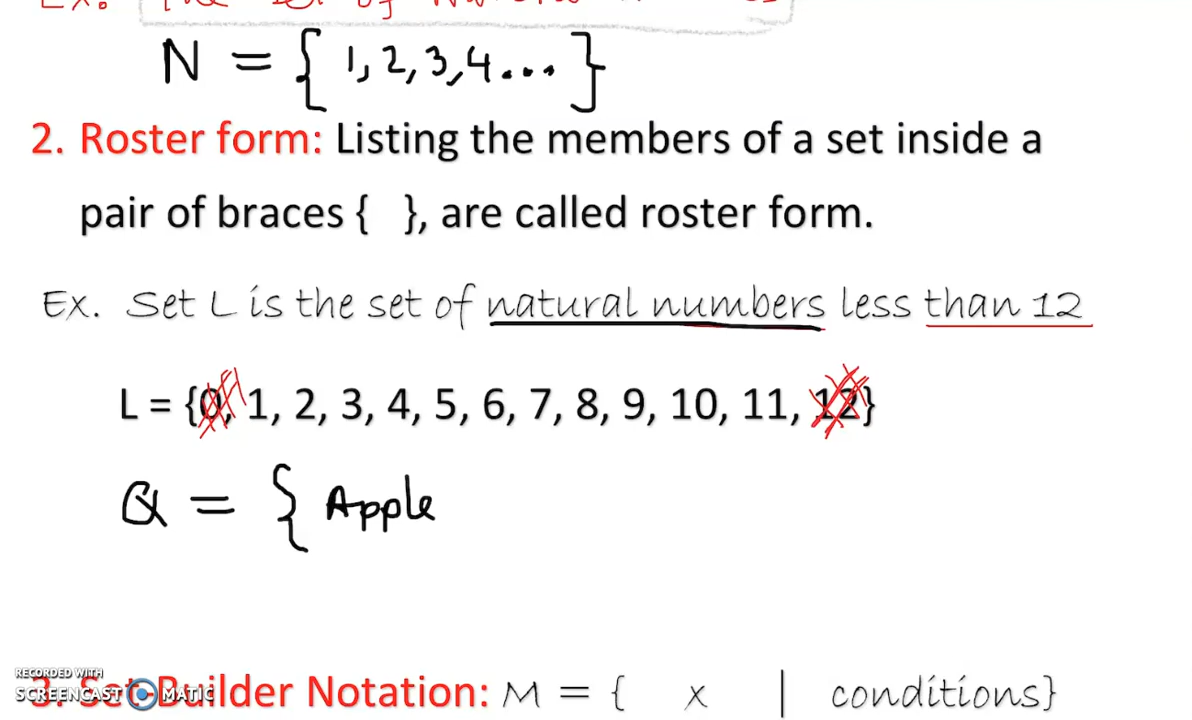 N = { 1, 2, 3, 4... }
2. Roster form: Listing the members of a set inside a
pair of braces { }, are called roster form.
Ex. Set L is the set of natural numbers less than 12
L = {0, 1, 2, 3, 4, 5, 6, 7, 8, 9, 10, 11, 12}
Q = { Apple
3. Set-Builder Notation: M = { x | conditions}
RECORDED WITH
SCREENCAST MATIC